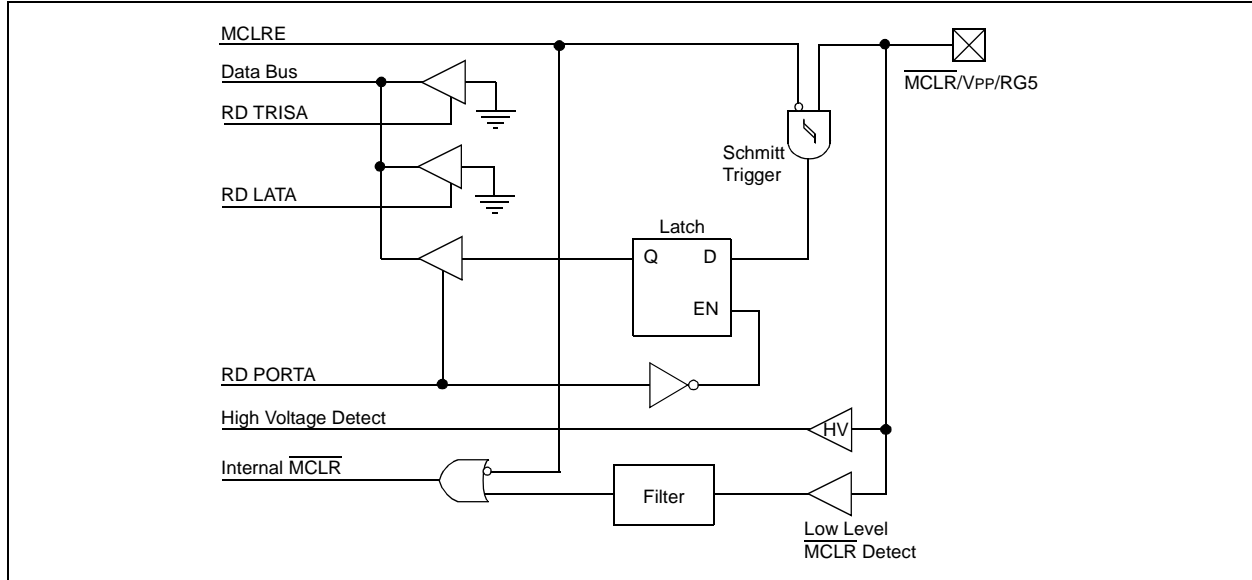 MCLRE
Data Bus
RD TRISA
RD LATA
MCLR/VPP/RG5
Schmitt
Trigger
Latch
Q
D
EN
RD PORTA
High Voltage Detect
HV
Internal MCLR
Filter
Low Level
MCLR Detect